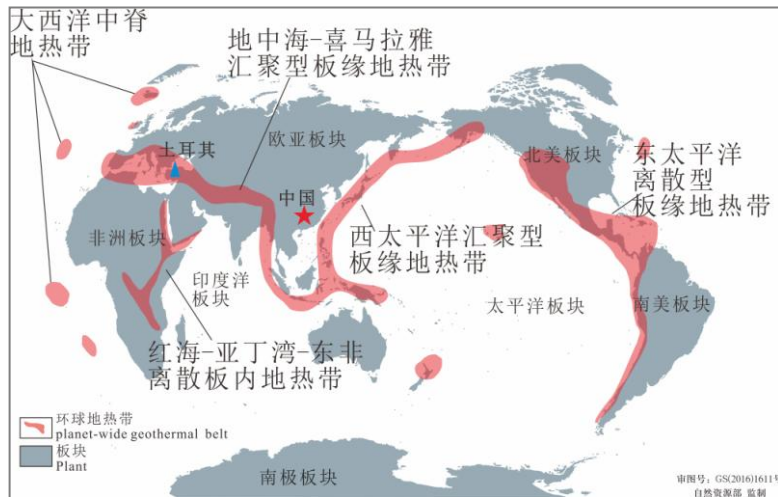 大西洋中脊
地热带
地中海-喜马拉雅
汇聚型板缘地热带
欧亚板块
北美板块
土耳其
中国
东太平洋
离散型
板缘地热带
非洲板块
印度洋
板块
西太平洋汇聚型
板缘地热带
太平洋板块
南美板块
红海-亚丁湾-东非
离散板内地热带
环球地热带
planet-wide geothermal belt
板块
Plant
南极板块
审图号：GS(2016)1611号
自然资源部 监制